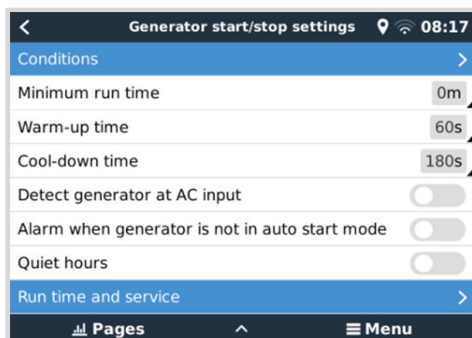 Generator start/stop settings 08:17
Conditions
Minimum run time 0m
Warm-up time 60s
Cool-down time 180s
Detect generator at AC input
Alarm when generator is not in auto start mode
Quiet hours
Run time and service
Pages Menu